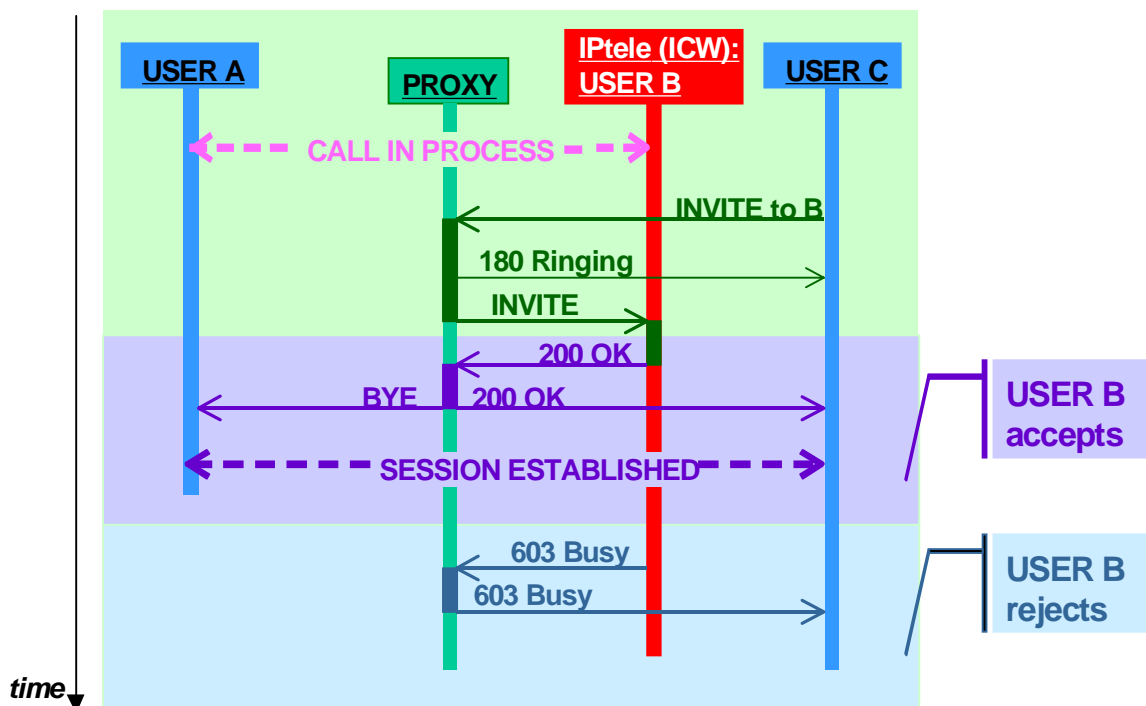 USER A
PROXY
IPtele (ICW):
USER B
USER C
CALL IN PROCESS
INVITE to B
180 Ringing
INVITE
200 OK
BYE
200 OK
USER B
accepts
SESSION ESTABLISHED
603 Busy
603 Busy
USER B
rejects
time